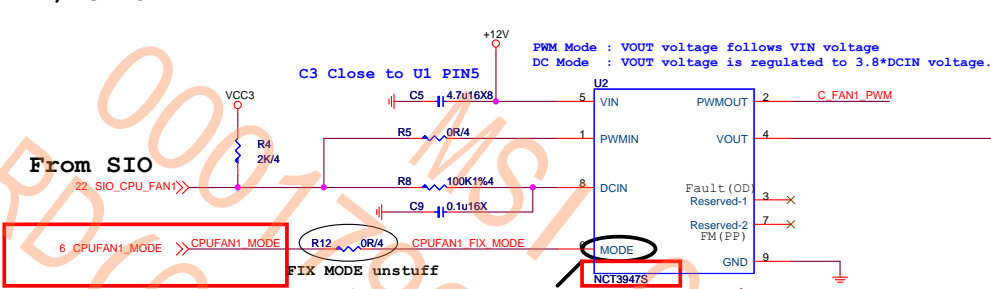 +12V
PWM Mode : VOUT voltage follows VIN voltage
DC Mode : VOUT voltage is regulated to 3.8*DCIN voltage.
C3 Close to U1 PIN5
U2
VCC3
C5 4.7u16X8
5 VIN
PWMOUT 2 C_FAN1_PWM
R5 0R/4
1 PWMIN
VOUT 4
R4
2K/4
From SIO
22 SIO_CPU_FAN1
R8 100K1%4
8 DCIN
Fault(OD)
Reserved-1 3
C9 0.1u16X
Reserved-2 7
FM(PP)
6 CPUFAN1_MODE
CPUFAN1_MODE
R12 0R/4
CPUFAN1_FIX_MODE
MODE
GND 9
FIX MODE unstuff
NCT3947S
MSI